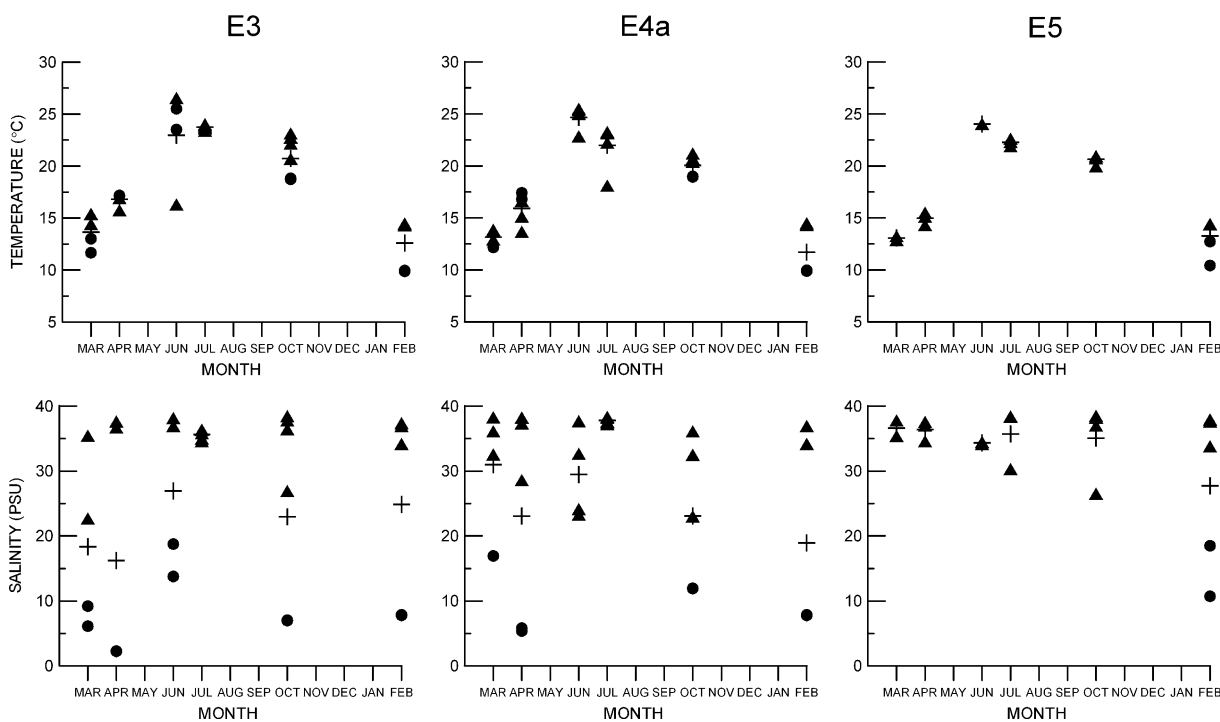 E3 E4a E5
30 30 30
25 25 25
20 20 20
15 15 15
10 10 10
5 5 5
TEMPERATURE (°C)
MAR APR MAY JUN JUL AUG SEP OCT NOV DEC JAN FEB MAR APR MAY JUN JUL AUG SEP OCT NOV DEC JAN FEB MAR APR MAY JUN JUL AUG SEP OCT NOV DEC JAN FEB
MONTH MONTH MONTH
40 40 40
30 30 30
20 20 20
10 10 10
0 0 0
SALINITY (PSU)
MAR APR MAY JUN JUL AUG SEP OCT NOV DEC JAN FEB MAR APR MAY JUN JUL AUG SEP OCT NOV DEC JAN FEB MAR APR MAY JUN JUL AUG SEP OCT NOV DEC JAN FEB
MONTH MONTH MONTH